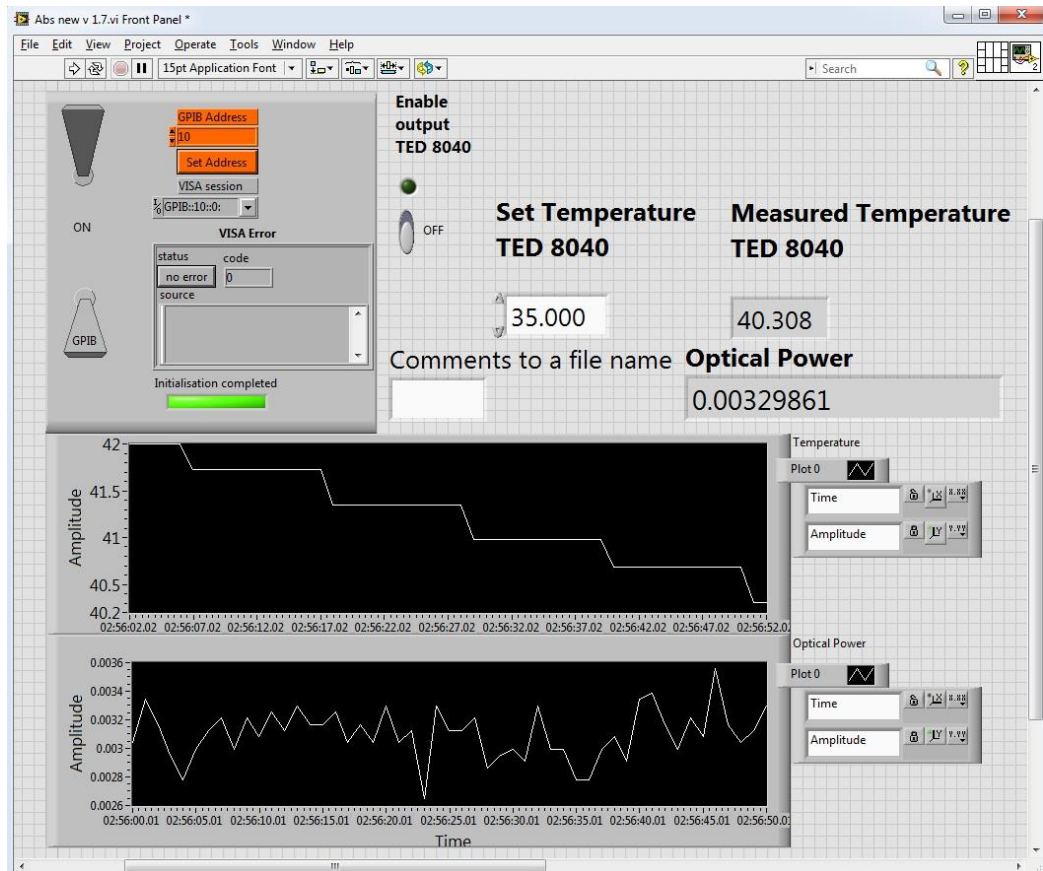 Abs new v 1.7.vi Front Panel *
File Edit View Project Operate Tools Window Help
15pt Application Font
Search
2
GPIB Address
10
Set Address
VISA session
GPIB::10::0:
ON
VISA Error
status code
no error 0
source
GPIB
Initialisation completed
Enable
output
TED 8040
OFF
Set Temperature
TED 8040
35.000
Measured Temperature
TED 8040
40.308
Comments to a file name
Optical Power
0.00329861
Temperature
Plot 0
Time
Amplitude
Amplitude
42
41.5
41
40.5
40.2
02:56:02.02 02:56:07.02 02:56:12.02 02:56:17.02 02:56:22.02 02:56:27.02 02:56:32.02 02:56:37.02 02:56:42.02 02:56:47.02 02:56:52.0
Optical Power
Plot 0
Time
Amplitude
Amplitude
0.0036
0.0034
0.0032
0.003
0.0028
0.0026
02:56:00.01 02:56:05.01 02:56:10.01 02:56:15.01 02:56:20.01 02:56:25.01 02:56:30.01 02:56:35.01 02:56:40.01 02:56:45.01 02:56:50.0
Time